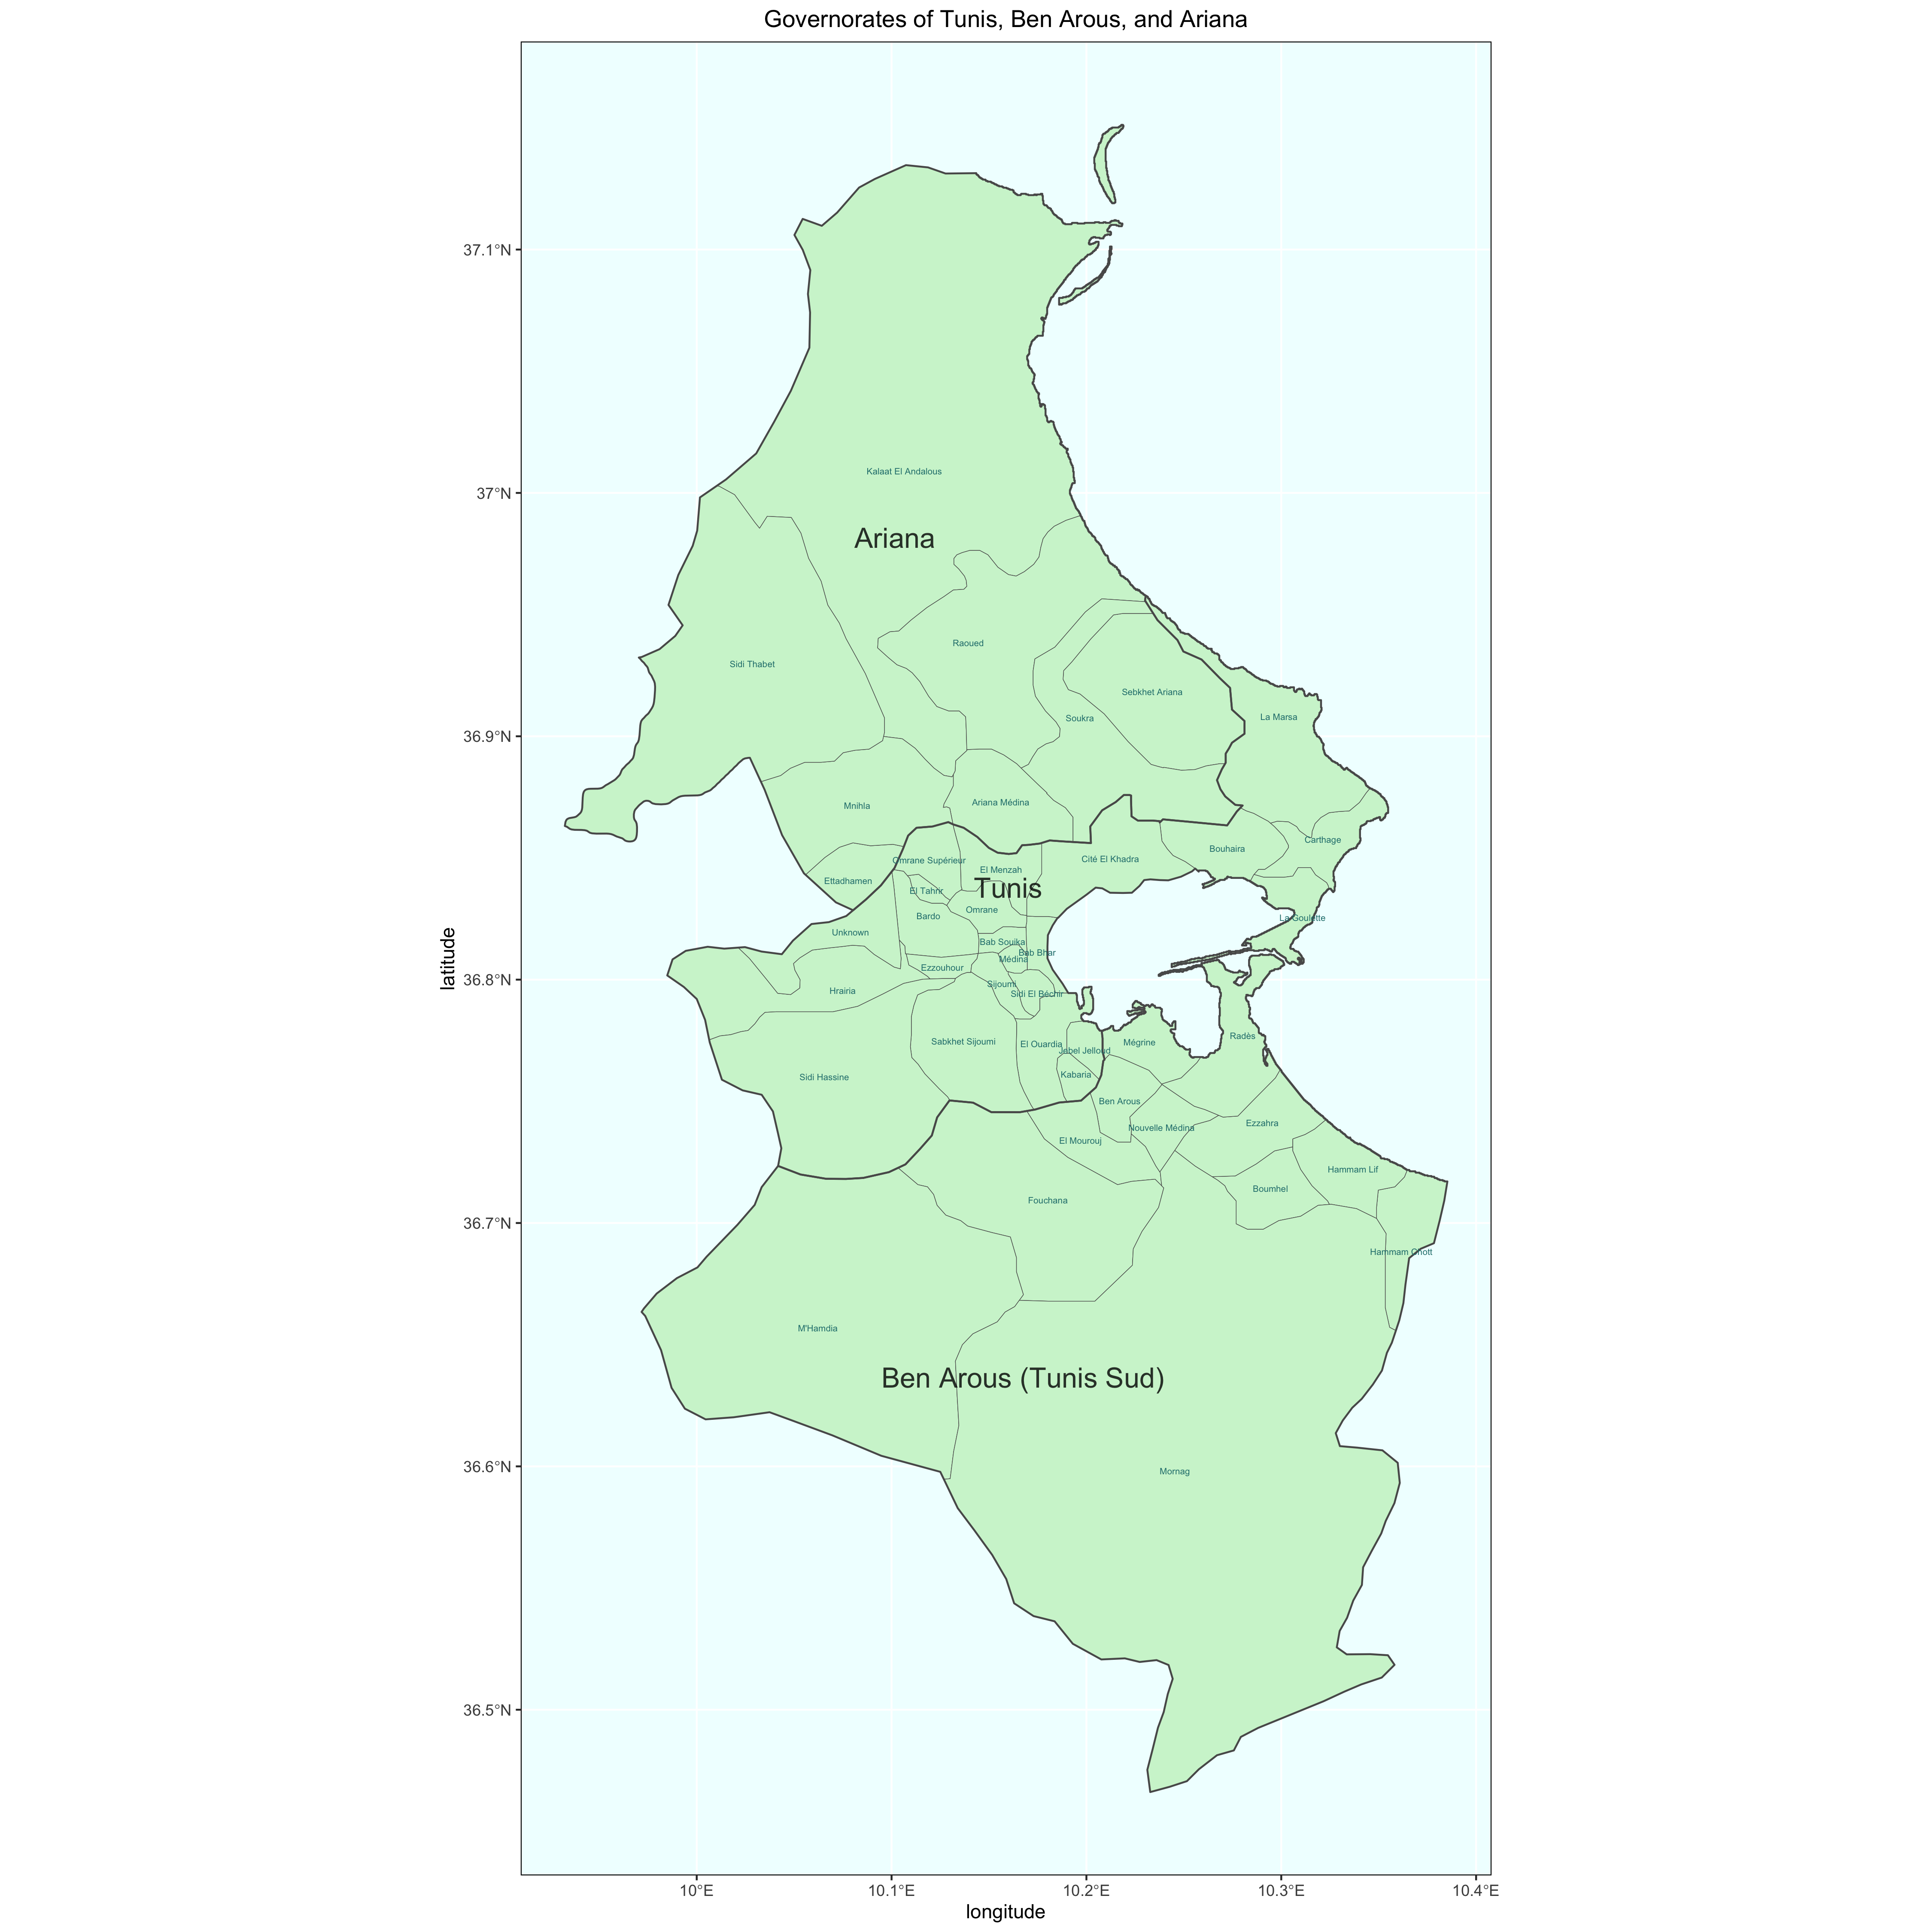 Governorates of Tunis, Ben Arous, and Ariana
37.1°N
37°N
Kalaat El Andalous
Ariana
Raoued
Sidi Thabet
Sebkhet Ariana
La Marsa
Soukra
36.9°N
Ariana Médina
Mnihla
Carthage
Bouhaira
Cité El Khadra
Omrane Supérieur
El Menzah
Ettadhamen
Tunis
El Tahrir
Omrane
Bardo
La Goulette
Unknown
Bab Souika
Bab Bhar
Médina
Ezzouhour
36.8°N
Sijoumi
Hrairia
Sidi El Béchir
Radès
Sabkhet Sijoumi
Mégrine
El Ouardia
Jebel Jelloud
Kabaria
Sidi Hassine
Ben Arous
Ezzahra
Nouvelle Médina
El Mourouj
Hammam Lif
Boumhel
Fouchana
36.7°N
Hammam Chott
M'Hamdia
Ben Arous (Tunis Sud)
Mornag
36.6°N
36.5°N
10°E
10.1°E
10.2°E
10.3°E
10.4°E
longitude
latitude